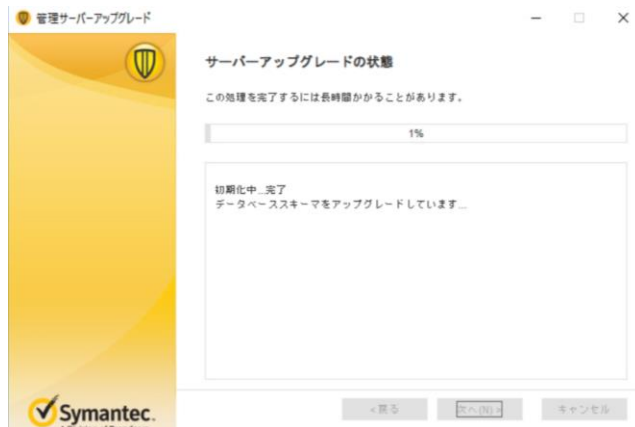 管理サーバーアップグレード
サーバーアップグレードの状態
この処理を完了するには長時間かかることがあります。
1%
初期化中...完了
データベーススキーマをアップグレードしています...
<戻る
次へ(N)>
キャンセル
Symantec.